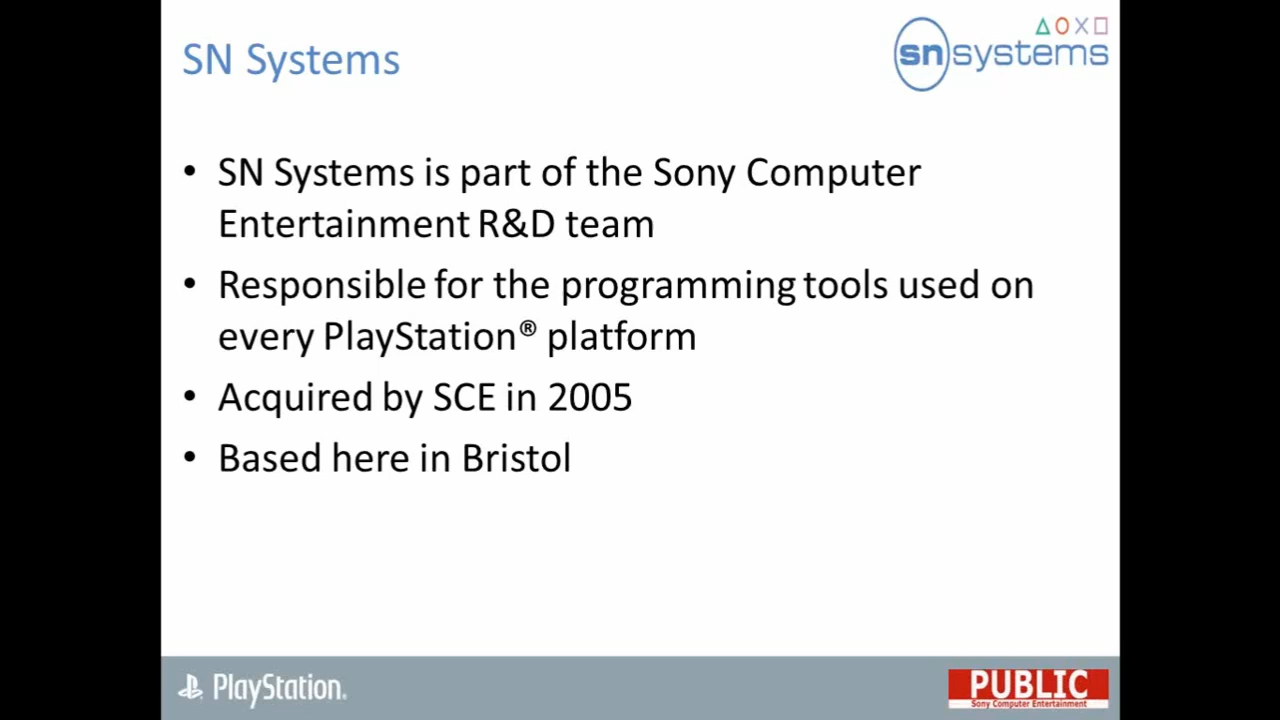 SN Systems
sn systems
• SN Systems is part of the Sony Computer
Entertainment R&D team
• Responsible for the programming tools used on
every PlayStation® platform
• Acquired by SCE in 2005
• Based here in Bristol
PlayStation.
PUBLIC
Sony Computer Entertainment